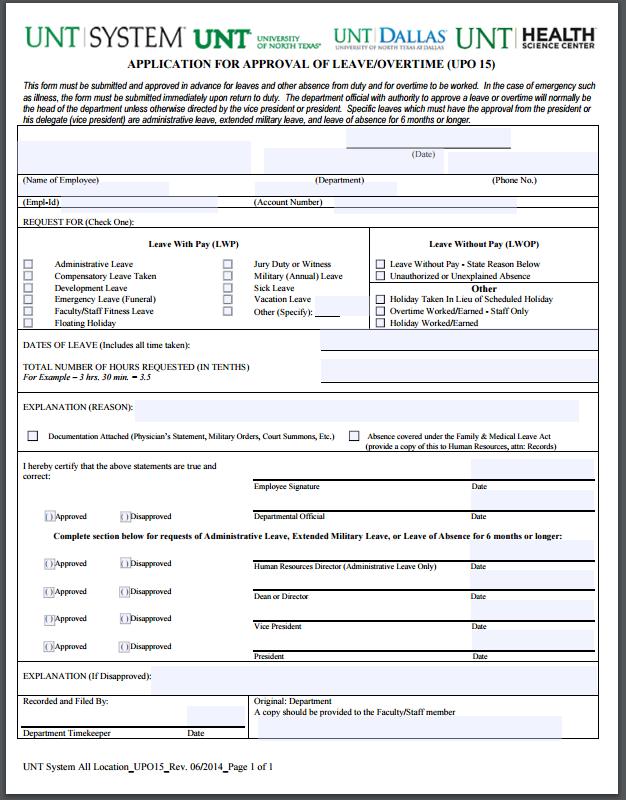 UNT | SYSTEM™ UNT UNIVERSITY OF NORTH TEXAS® UNT | DALLAS™ UNIVERSITY OF NORTH TEXAS AT DALLAS UNT | HEALTH SCIENCE CENTER™
APPLICATION FOR APPROVAL OF LEAVE/OVERTIME (UPO 15)
This form must be submitted and approved in advance for leaves and other absence from duty and for overtime to be worked. In the case of emergency such
as illness, the form must be submitted immediately upon return to duty. The department official with authority to approve a leave or overtime will normally be
the head of the department unless otherwise directed by the vice president or president. Specific leaves which must have the approval from the president or
his delegate (vice president) are administrative leave, extended military leave, and leave of absence for 6 months or longer.
(Date)
(Name of Employee) (Department) (Phone No.)
(Empl-Id) (Account Number)
REQUEST FOR (Check One):
Leave With Pay (LWP) Leave Without Pay (LWOP)
Administrative Leave Jury Duty or Witness Leave Without Pay - State Reason Below
Compensatory Leave Taken Military (Annual) Leave Unauthorized or Unexplained Absence
Development Leave Sick Leave Other
Emergency Leave (Funeral) Vacation Leave Holiday Taken In Lieu of Scheduled Holiday
Faculty/Staff Fitness Leave Other (Specify): Overtime Worked/Earned - Staff Only
Floating Holiday Holiday Worked/Earned
DATES OF LEAVE (Includes all time taken):
TOTAL NUMBER OF HOURS REQUESTED (IN TENTHS)
For Example – 3 hrs. 30 min. = 3.5
EXPLANATION (REASON):
Documentation Attached (Physician's Statement, Military Orders, Court Summons, Etc.) Absence covered under the Family & Medical Leave Act
(provide a copy of this to Human Resources, attn: Records)
I hereby certify that the above statements are true and
correct:
Employee Signature Date
( ) Approved ( ) Disapproved Departmental Official Date
Complete section below for requests of Administrative Leave, Extended Military Leave, or Leave of Absence for 6 months or longer:
( ) Approved ( ) Disapproved Human Resources Director (Administrative Leave Only) Date
( ) Approved ( ) Disapproved Dean or Director Date
( ) Approved ( ) Disapproved Vice President Date
( ) Approved ( ) Disapproved President Date
EXPLANATION (If Disapproved):
Recorded and Filed By: Original: Department
A copy should be provided to the Faculty/Staff member
Department Timekeeper Date
UNT System All Location_UPO15_Rev. 06/2014_Page 1 of 1